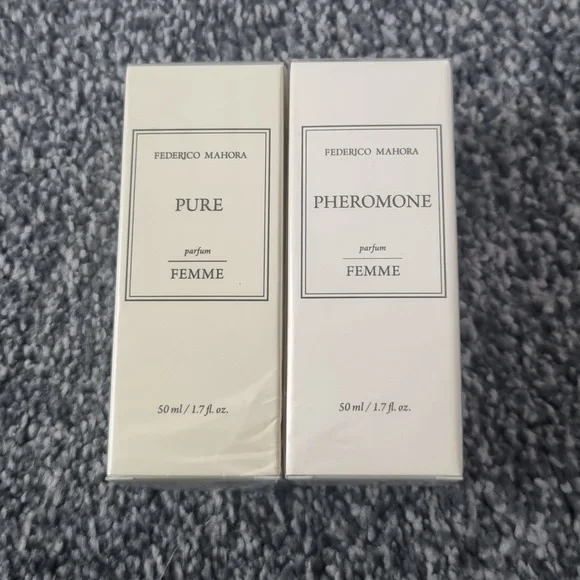 FEDERICO MAHORA
PURE
parfum
FEMME
50 ml / 1.7 fl. oz.
FEDERICO MAHORA
PHEROMONE
parfum
FEMME
50 ml / 1.7 fl. oz.